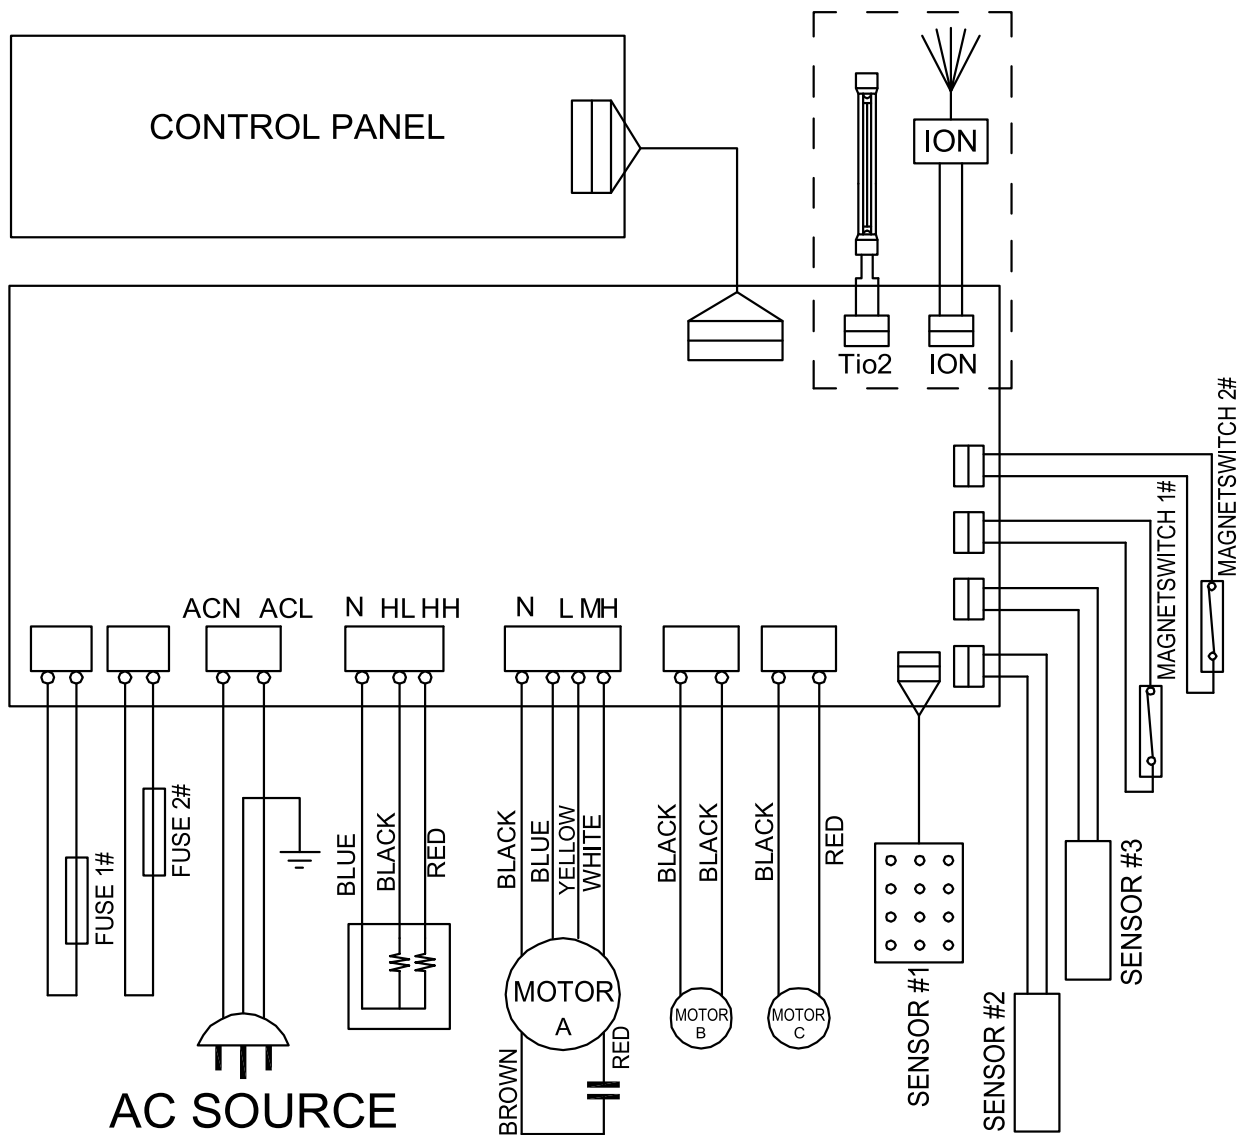 CONTROL PANEL
ION
Tio2
ION
MAGNETSWITCH 2#
MAGNETSWITCH 1#
ACN
ACL
N
HL
HH
N
L
M
H
FUSE 1#
FUSE 2#
BLUE
BLACK
RED
BLACK
BLUE
YELLOW
WHITE
BLACK
BLACK
BLACK
RED
MOTOR
A
MOTOR
B
MOTOR
C
BROWN
RED
SENSOR #1
SENSOR #2
SENSOR #3
AC SOURCE